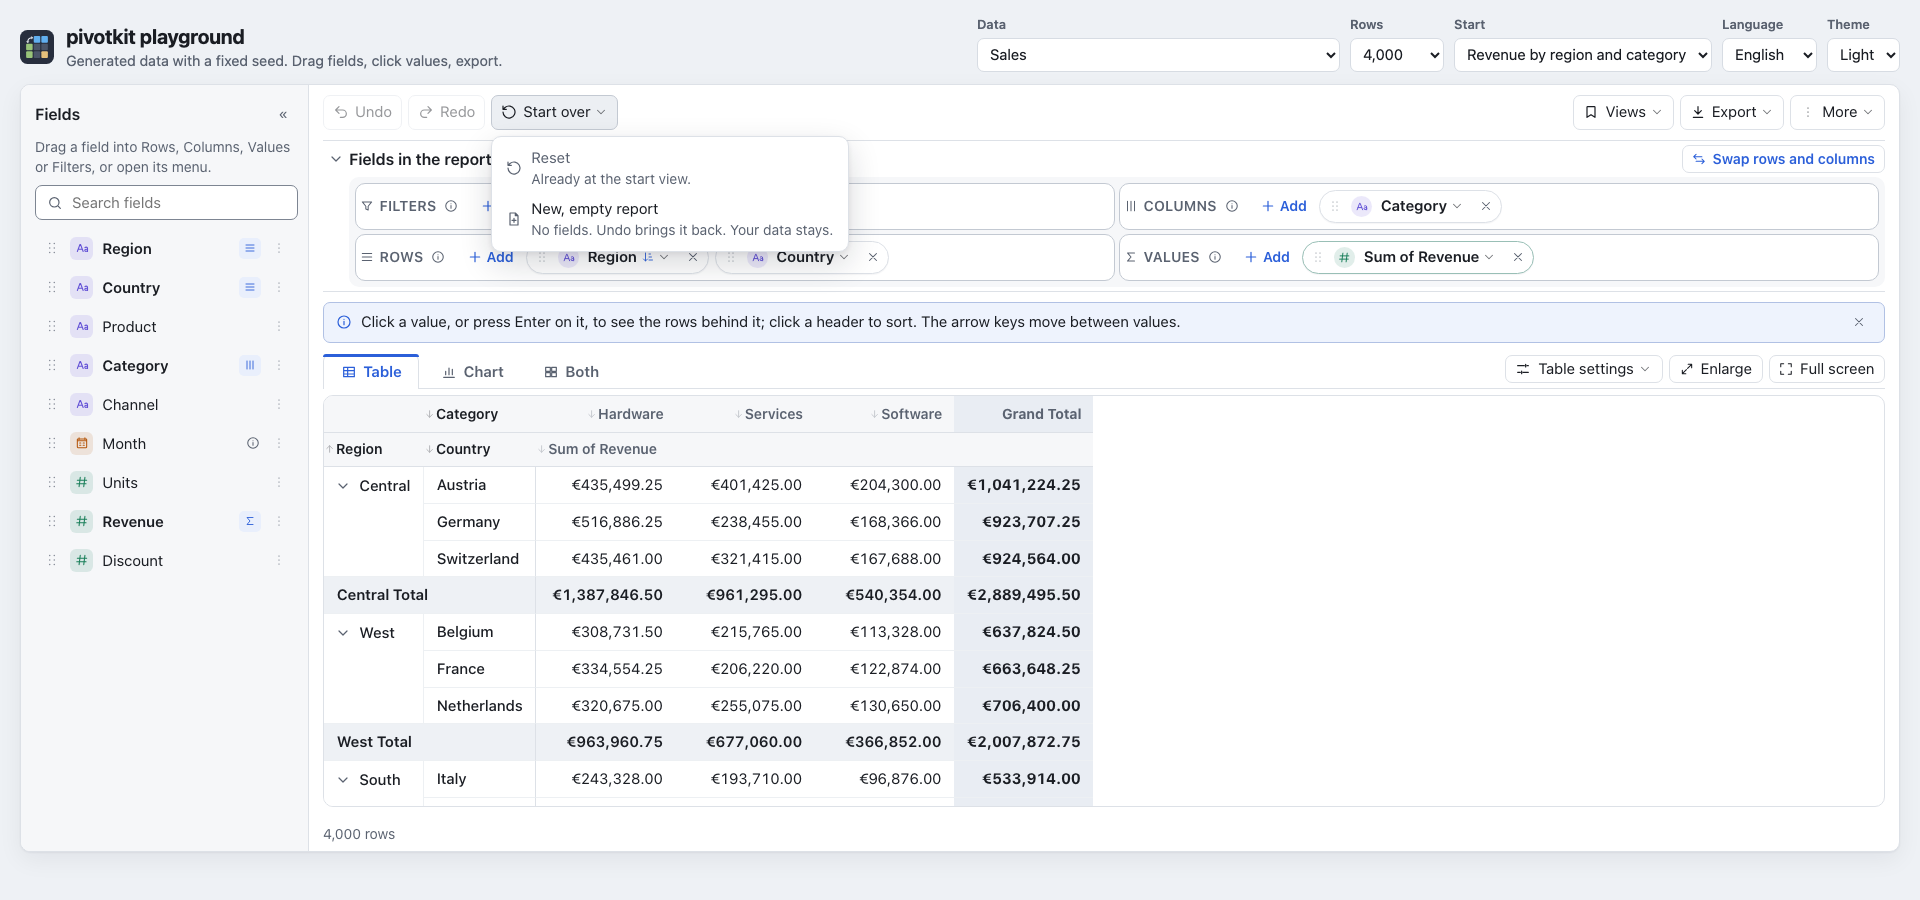 pivotkit playground
Generated data with a fixed seed. Drag fields, click values, export.
Data
Rows
Start
Language
Theme
Sales
4,000
Revenue by region and category
English
Light
Fields
«
Drag a field into Rows, Columns, Values
or Filters, or open its menu.
Search fields
Aa Region
Aa Country
Aa Product
Aa Category
Aa Channel
Month
# Units
# Revenue Σ
# Discount
Undo
Redo
Start over
Views
Export
More
Reset
Already at the start view.
New, empty report
No fields. Undo brings it back. Your data stays.
Fields in the report
Swap rows and columns
FILTERS
COLUMNS + Add Aa Category
ROWS + Add Aa Region Aa Country
Σ VALUES + Add # Sum of Revenue
Click a value, or press Enter on it, to see the rows behind it; click a header to sort. The arrow keys move between values.
Table
Chart
Both
Table settings
Enlarge
Full screen
↓ Category ↓ Hardware ↓ Services ↓ Software Grand Total
↑ Region ↓ Country ↓ Sum of Revenue
Central Austria €435,499.25 €401,425.00 €204,300.00 €1,041,224.25
Germany €516,886.25 €238,455.00 €168,366.00 €923,707.25
Switzerland €435,461.00 €321,415.00 €167,688.00 €924,564.00
Central Total €1,387,846.50 €961,295.00 €540,354.00 €2,889,495.50
West Belgium €308,731.50 €215,765.00 €113,328.00 €637,824.50
France €334,554.25 €206,220.00 €122,874.00 €663,648.25
Netherlands €320,675.00 €255,075.00 €130,650.00 €706,400.00
West Total €963,960.75 €677,060.00 €366,852.00 €2,007,872.75
South Italy €243,328.00 €193,710.00 €96,876.00 €533,914.00
4,000 rows